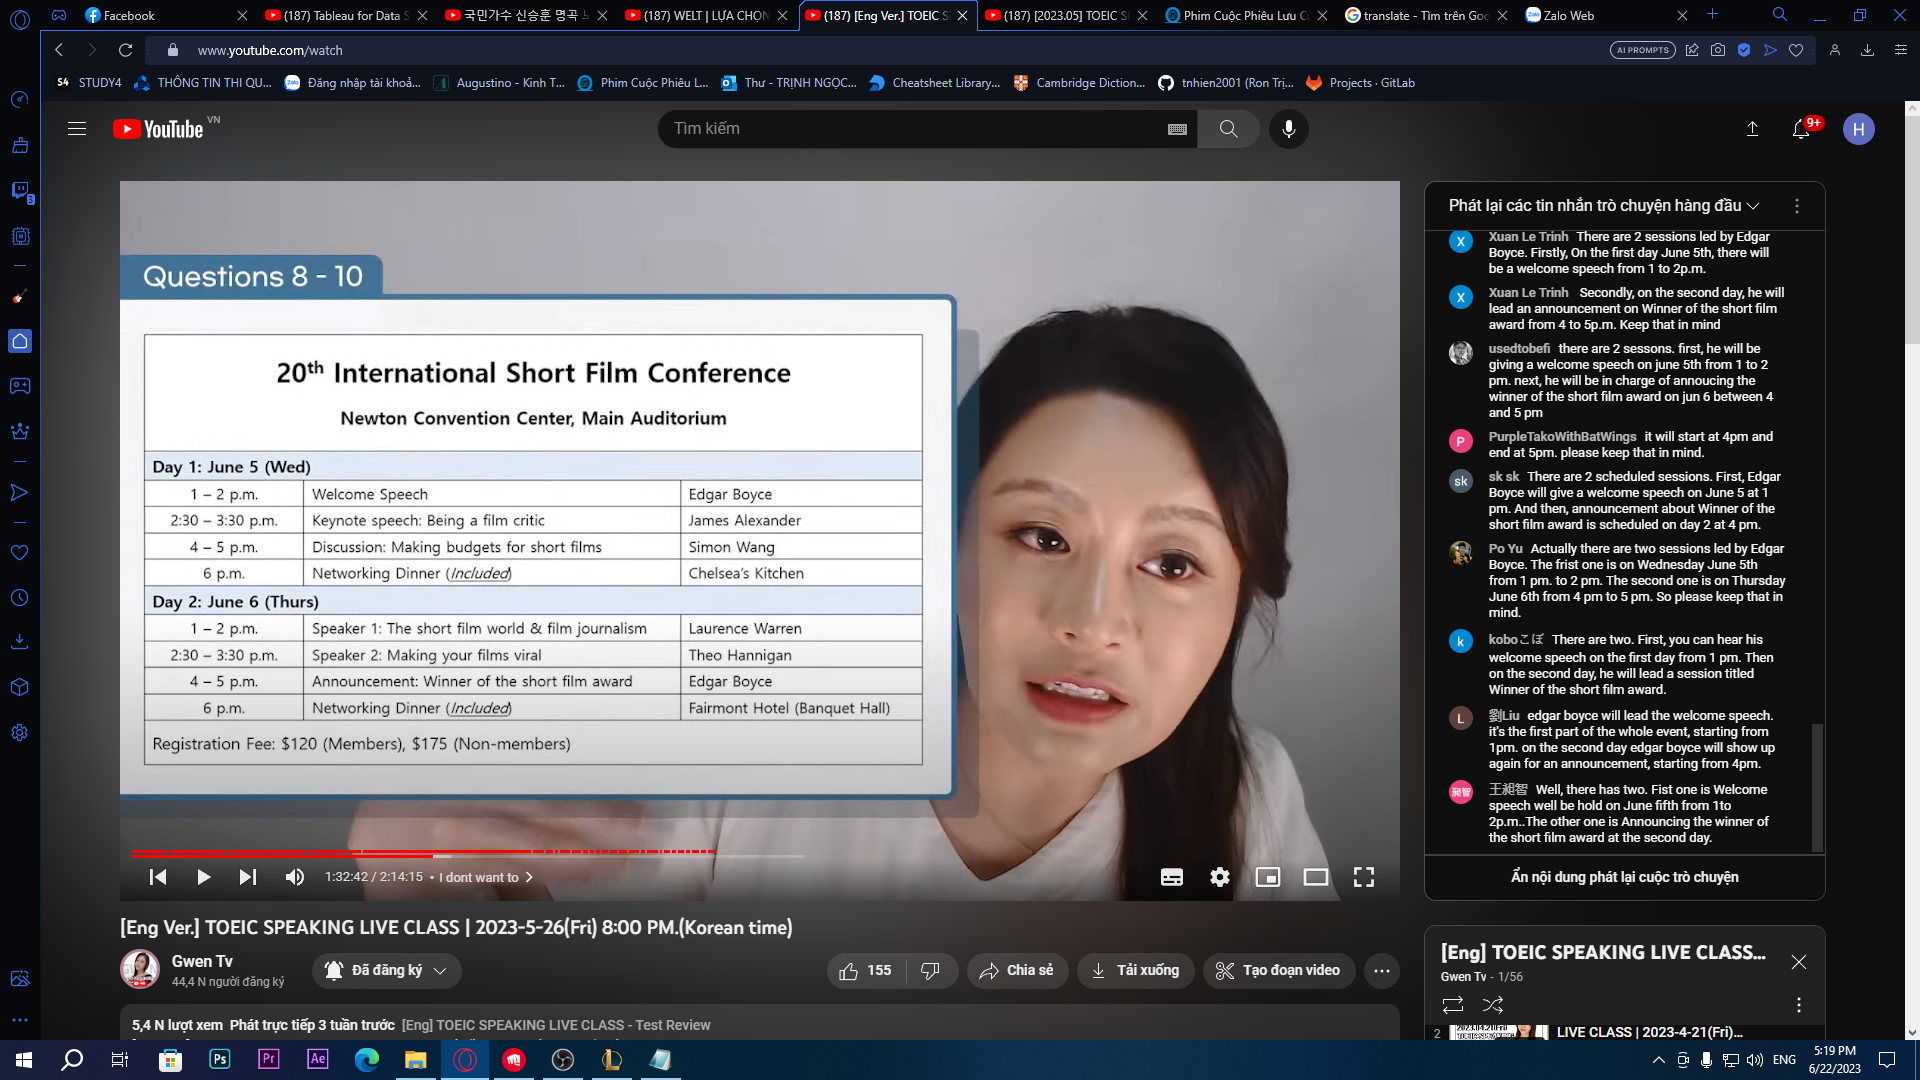 Facebook
(187) Tableau for Data S
국민가수 신승훈 명곡 느
(187) WELT | LỰA CHỌN
(187) [Eng Ver.] TOEIC S
(187) [2023.05] TOEIC S
Phim Cuộc Phiêu Lưu C
translate - Tìm trên Goo
Zalo Web
www.youtube.com/watch
AI PROMPTS
S4 STUDY4
THÔNG TIN THI QU...
Đăng nhập tài khoả...
Augustino - Kinh T...
Phim Cuộc Phiêu L...
Thư - TRỊNH NGỌC...
Cheatsheet Library...
Cambridge Diction...
tnhien2001 (Ron Tri...
Projects · GitLab
YouTube VN
Tìm kiếm
9+
H
Questions 8 - 10
20th International Short Film Conference
Newton Convention Center, Main Auditorium
Day 1: June 5 (Wed)
1 – 2 p.m. Welcome Speech Edgar Boyce
2:30 – 3:30 p.m. Keynote speech: Being a film critic James Alexander
4 – 5 p.m. Discussion: Making budgets for short films Simon Wang
6 p.m. Networking Dinner (Included) Chelsea's Kitchen
Day 2: June 6 (Thurs)
1 – 2 p.m. Speaker 1: The short film world & film journalism Laurence Warren
2:30 – 3:30 p.m. Speaker 2: Making your films viral Theo Hannigan
4 – 5 p.m. Announcement: Winner of the short film award Edgar Boyce
6 p.m. Networking Dinner (Included) Fairmont Hotel (Banquet Hall)
Registration Fee: $120 (Members), $175 (Non-members)
1:32:42 / 2:14:15 • I dont want to
[Eng Ver.] TOEIC SPEAKING LIVE CLASS | 2023-5-26(Fri) 8:00 PM.(Korean time)
Gwen Tv
44,4 N người đăng ký
Đã đăng ký
155
Chia sẻ
Tải xuống
Tạo đoạn video
5,4 N lượt xem Phát trực tiếp 3 tuần trước [Eng] TOEIC SPEAKING LIVE CLASS - Test Review
Phát lại các tin nhắn trò chuyện hàng đầu
X Xuan Le Trinh There are 2 sessions led by Edgar
Boyce. Firstly, On the first day June 5th, there will
be a welcome speech from 1 to 2p.m.
X Xuan Le Trinh Secondly, on the second day, he will
lead an announcement on Winner of the short film
award from 4 to 5p.m. Keep that in mind
usedtobefi there are 2 sessons. first, he will be
giving a welcome speech on june 5th from 1 to 2
pm. next, he will be in charge of annoucing the
winner of the short film award on jun 6 between 4
and 5 pm
P PurpleTakoWithBatWings it will start at 4pm and
end at 5pm. please keep that in mind.
sk sk sk There are 2 scheduled sessions. First, Edgar
Boyce will give a welcome speech on June 5 at 1
pm. And then, announcement about Winner of the
short film award is scheduled on day 2 at 4 pm.
Po Yu Actually there are two sessions led by Edgar
Boyce. The frist one is on Wednesday June 5th
from 1 pm. to 2 pm. The second one is on Thursday
June 6th from 4 pm to 5 pm. So please keep that in
mind.
k koboこぼ There are two. First, you can hear his
welcome speech on the first day from 1 pm. Then
on the second day, he will lead a session titled
Winner of the short film award.
L 劉Liu edgar boyce will lead the welcome speech.
it's the first part of the whole event, starting from
1pm. on the second day edgar boyce will show up
again for an announcement, starting from 4pm.
昶智 王昶智 Well, there has two. Fist one is Welcome
speech well be hold on June fifth from 1to
2p.m..The other one is Announcing the winner of
the short film award at the second day.
Ẩn nội dung phát lại cuộc trò chuyện
[Eng] TOEIC SPEAKING LIVE CLASS...
Gwen Tv - 1/56
2 LIVE CLASS | 2023-4-21(Fri)...
3
Ps
Pr
Ae
ENG
5:19 PM
6/22/2023